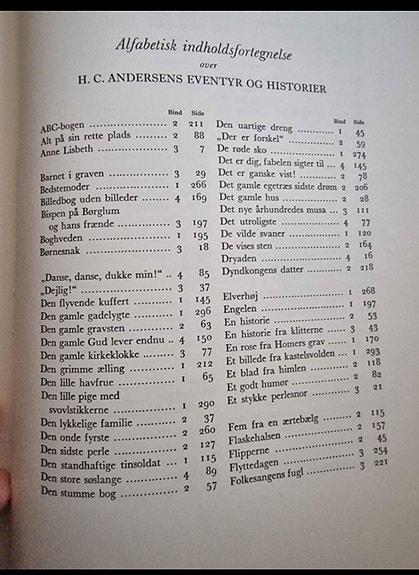 Alfabetisk indholdsfortegnelse
over
H. C. ANDERSENS EVENTYR OG HISTORIER
Bind Side
ABC-bogen ............ 2 211
Alt på sin rette plads ...... 2 88
Anne Lisbeth ............ 3 7
Barnet i graven ............ 3 29
Bedstemoder ............ 1 266
Billedbog uden billeder ...... 4 169
Bispen på Børglum
og hans frænde ............ 3 197
Boghveden ............ 1 195
Børnesnak ............ 3 18
„Danse, danse, dukke min!“ .. 4 85
„Dejlig!“ ............ 3 37
Den flyvende kuffert ...... 1 145
Den gamle gadelygte ...... 1 296
Den gamle gravsten ...... 2 63
Den gamle Gud lever endnu .. 4 150
Den gamle kirkeklokke ...... 3 77
Den grimme ælling ...... 1 212
Den lille havfrue ............ 1 65
Den lille pige med
svovlstikkerne ............ 1 290
Den lykkelige familie ...... 2 37
Den onde fyrste ............ 2 260
Den sidste perle ............ 2 127
Den standhaftige tinsoldat ... 1 115
Den store søslange ............ 4 89
Den stumme bog ............ 2 57
Bind Side
Den uartige dreng ............ 1 45
„Der er forskel“ ............ 2 59
De røde sko ............ 1 274
Det er dig, fabelen sigter til .... 4 145
Det er ganske vist! ............ 2 78
Det gamle egetræs sidste drøm 2 206
Det gamle hus ............ 2 28
Det nye århundredes musa ... 3 111
Det utroligste ............ 4 77
De vilde svaner ............ 1 120
De vises sten ............ 2 164
Dryaden ............ 4 16
Dyndkongens datter ...... 2 218
Elverhøj ............ 1 268
Engelen ............ 1 197
En historie ............ 2 53
En historie fra klitterne ...... 3 43
En rose fra Homers grav ...... 1 170
Et billede fra kastelsvolden ... 1 293
Et blad fra himlen ............ 2 118
Et godt humør ............ 2 82
Et stykke perlesnor ............ 3 21
Fem fra en ærtebælg ...... 2 115
Flaskehalsen ............ 2 157
Flipperne ............ 2 45
Flyttedagen ............ 3 254
Folkesangens fugl ............ 3 221